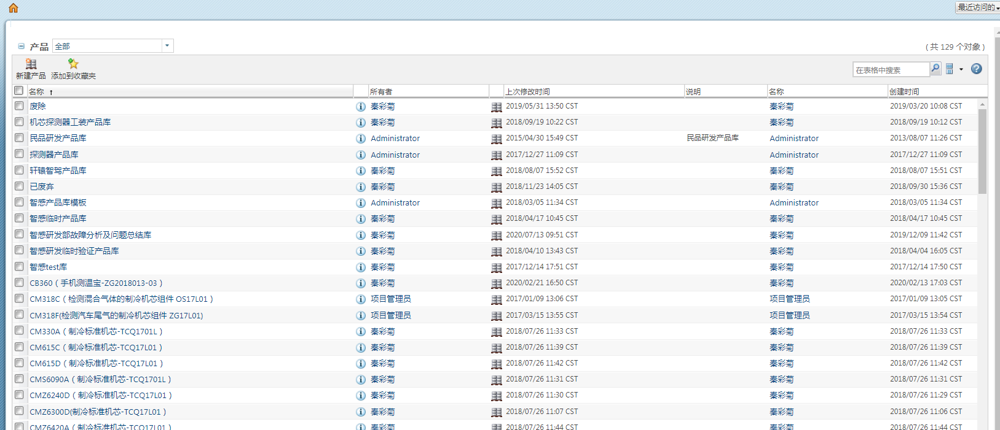 最近访问的
产品 全部
( 共 129 个对象 )
新建产品 添加到收藏夹 在表格中搜索
名称 ↑ 所有者 上次修改时间 说明 名称 创建时间
废除 秦彩菊 2019/05/31 13:50 CST 秦彩菊 2019/03/20 10:08 CST
机芯探测器工装产品库 秦彩菊 2018/09/19 10:22 CST 秦彩菊 2018/09/19 10:12 CST
民品研发产品库 Administrator 2015/04/30 15:49 CST 民品研发产品库 Administrator 2013/08/07 11:26 CST
探测器产品库 Administrator 2017/12/27 11:09 CST Administrator 2017/12/27 11:09 CST
轩辕智驾产品库 秦彩菊 2018/08/07 15:52 CST 秦彩菊 2018/08/07 15:51 CST
已废弃 秦彩菊 2018/11/23 14:05 CST 秦彩菊 2018/09/30 15:36 CST
智感产品库模板 Administrator 2018/03/05 11:34 CST Administrator 2018/03/05 11:34 CST
智感临时产品库 秦彩菊 2018/04/17 10:45 CST 秦彩菊 2018/04/17 10:45 CST
智感研发部故障分析及问题总结库 秦彩菊 2020/07/13 09:51 CST 秦彩菊 2019/12/09 11:42 CST
智感研发临时验证产品库 秦彩菊 2018/04/10 13:43 CST 秦彩菊 2018/04/04 16:05 CST
智感test库 秦彩菊 2017/12/14 17:51 CST 秦彩菊 2017/12/14 17:50 CST
CB360（手机测温宝-ZG2018013-03） 秦彩菊 2020/02/21 16:50 CST 秦彩菊 2020/02/13 17:03 CST
CM318C（检测混合气体的制冷机芯组件 OS17L01） 项目管理员 2017/01/09 13:06 CST 项目管理员 2017/01/09 13:05 CST
CM318F(检测汽车尾气的制冷机芯组件 ZG17L01) 项目管理员 2017/03/15 13:55 CST 项目管理员 2017/03/15 13:54 CST
CM330A（制冷标准机芯-TCQ1701L） 秦彩菊 2018/07/26 11:33 CST 秦彩菊 2018/07/26 11:33 CST
CM615C（制冷标准机芯-TCQ17L01） 秦彩菊 2018/07/26 11:39 CST 秦彩菊 2018/07/26 11:39 CST
CM615D（制冷标准机芯-TCQ17L01） 秦彩菊 2018/07/26 11:42 CST 秦彩菊 2018/07/26 11:42 CST
CMS6090A（制冷标准机芯-TCQ1701L） 秦彩菊 2018/07/26 11:31 CST 秦彩菊 2018/07/26 11:31 CST
CMZ6240D（制冷标准机芯-TCQ17L01） 秦彩菊 2018/07/26 11:30 CST 秦彩菊 2018/07/26 11:29 CST
CMZ6300D(制冷标准机芯-TCQ17L01） 秦彩菊 2018/07/26 11:07 CST 秦彩菊 2018/07/26 11:06 CST
CMZ6420A（制冷标准机芯-TCQ17L01） 秦彩菊 2018/07/26 11:44 CST 秦彩菊 2018/07/26 11:44 CST